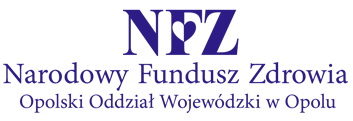 NFZ
Narodowy Fundusz Zdrowia
Opolski Oddział Wojewódzki w Opolu